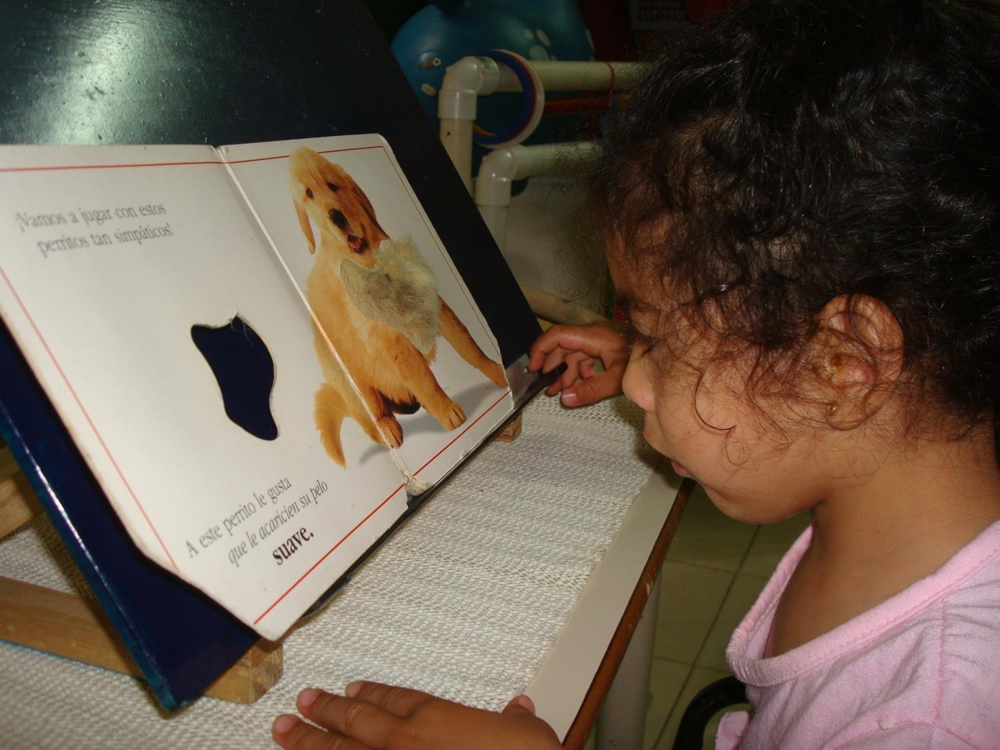 ¡Vamos a jugar con estos
perritos tan simpáticos!
A este perrito le gusta
que le acaricien su pelo
suave.